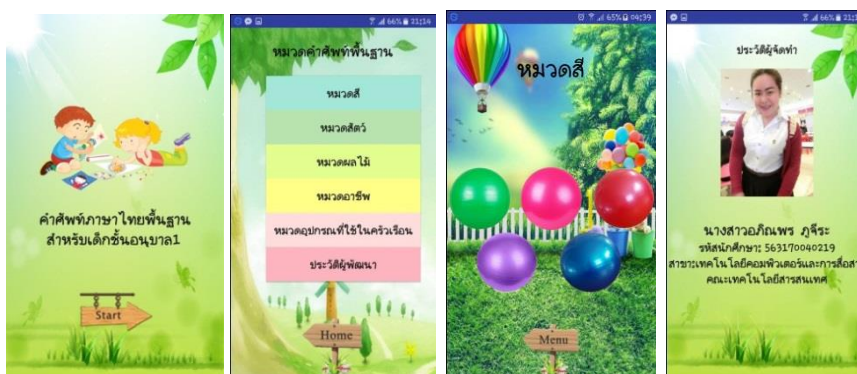 คำศัพท์ภาษาไทยพื้นฐาน
สำหรับเด็กชั้นอนุบาล1
Start
66% 21:14
หมวดคำศัพท์พื้นฐาน
หมวดสี
หมวดสัตว์
หมวดผลไม้
หมวดอาชีพ
หมวดอุปกรณ์ที่ใช้ในครัวเรือน
ประวัติผู้พัฒนา
Home
65% 04:39
หมวดสี
Menu
66% 21:1
ประวัติผู้จัดทำ
นางสาวอภิณพร ภูจีระ
รหัสนักศึกษา: 563170040219
สาขา:เทคโนโลยีคอมพิวเตอร์และการสื่อสา
คณะเทคโนโลยีสารสนเทศ